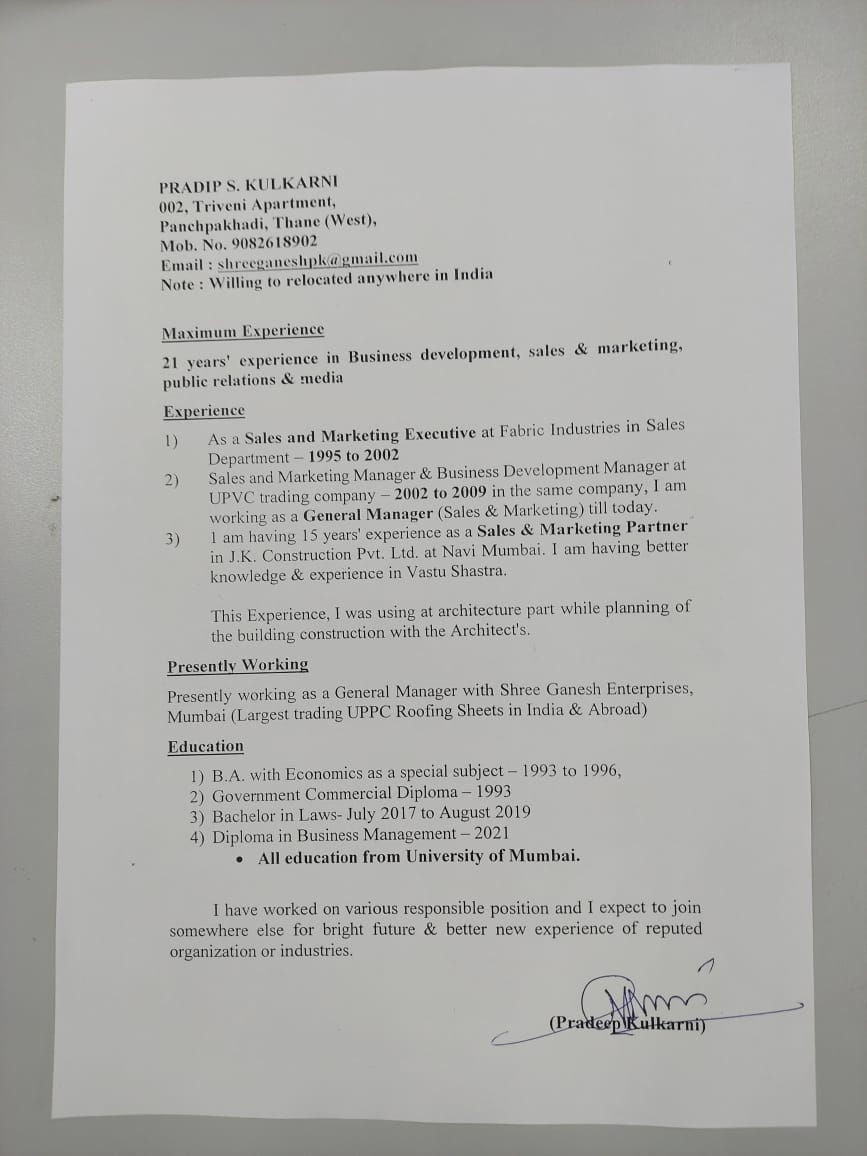 PRADIP S. KULKARNI
002, Triveni Apartment,
Panchpakhadi, Thane (West),
Mob. No. 9082618902
Email : shreeganeshpk@gmail.com
Note : Willing to relocated anywhere in India
Maximum Experience
21 years' experience in Business development, sales & marketing,
public relations & media
Experience
1) As a Sales and Marketing Executive at Fabric Industries in Sales
Department – 1995 to 2002
2) Sales and Marketing Manager & Business Development Manager at
UPVC trading company – 2002 to 2009 in the same company, I am
working as a General Manager (Sales & Marketing) till today.
3) I am having 15 years' experience as a Sales & Marketing Partner
in J.K. Construction Pvt. Ltd. at Navi Mumbai. I am having better
knowledge & experience in Vastu Shastra.
This Experience, I was using at architecture part while planning of
the building construction with the Architect's.
Presently Working
Presently working as a General Manager with Shree Ganesh Enterprises,
Mumbai (Largest trading UPPC Roofing Sheets in India & Abroad)
Education
1) B.A. with Economics as a special subject – 1993 to 1996,
2) Government Commercial Diploma – 1993
3) Bachelor in Laws- July 2017 to August 2019
4) Diploma in Business Management – 2021
• All education from University of Mumbai.
I have worked on various responsible position and I expect to join
somewhere else for bright future & better new experience of reputed
organization or industries.
(Pradeep Kulkarni)